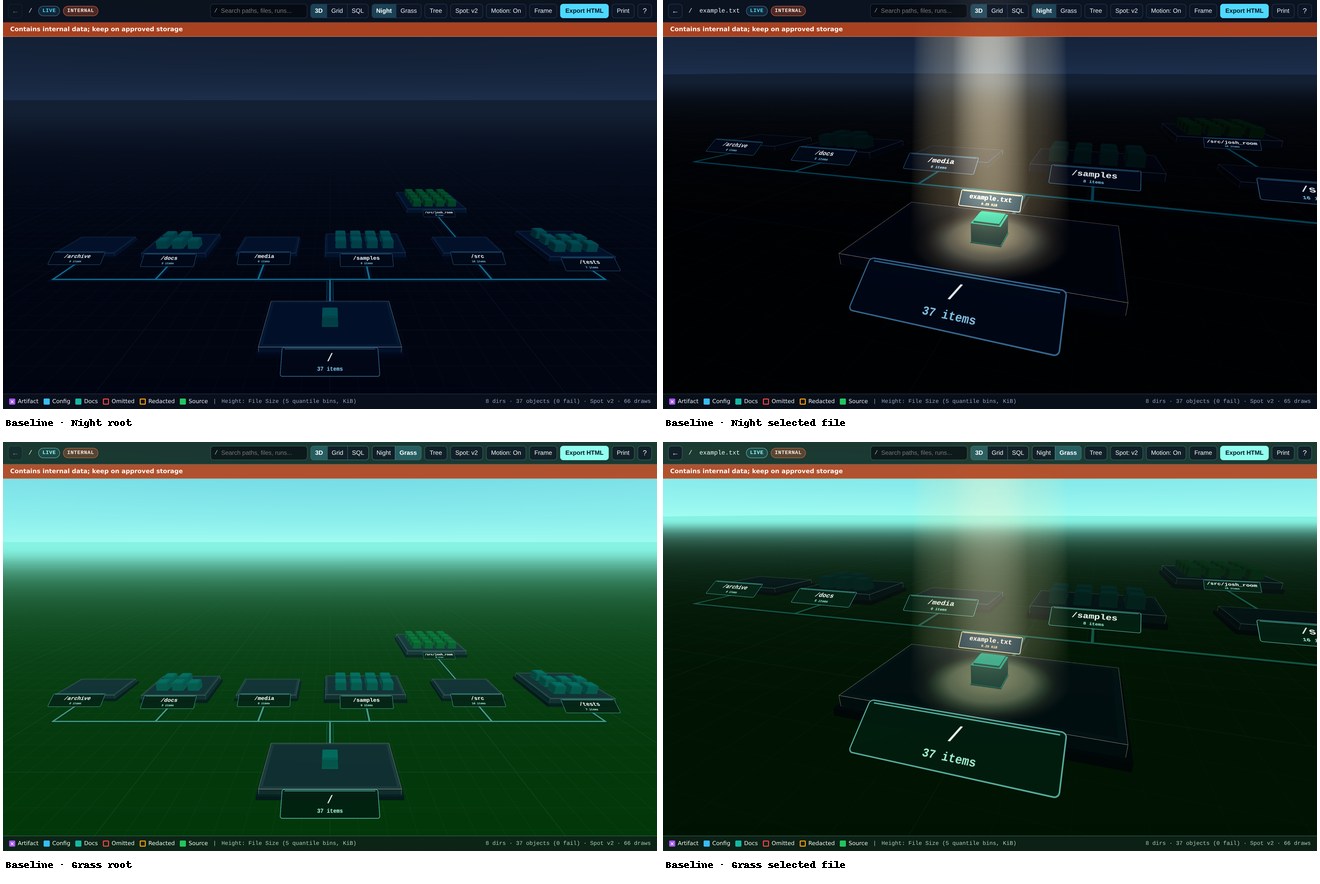 ← / LIVE INTERNAL / Search paths, files, runs... 3D Grid SQL Night Grass Tree Spot: v2 Motion: On Frame Export HTML Print ?
Contains internal data; keep on approved storage
/src/josh_room
/archive
/docs
/media
/samples
/src
/tests
/
37 items
Artifact Config Docs Omitted Redacted Source | Height: File Size (5 quantile bins, KiB) 8 dirs · 37 objects (0 fail) · Spot v2 · 66 draws
Baseline · Night root
← example.txt LIVE INTERNAL / Search paths, files, runs... 3D Grid SQL Night Grass Tree Spot: v2 Motion: On Frame Export HTML Print ?
Contains internal data; keep on approved storage
/src/josh_room
/archive
/docs
/media
8 items
/samples
8 items
/s
example.txt
/
37 items
Artifact Config Docs Omitted Redacted Source | Height: File Size (5 quantile bins, KiB) 8 dirs · 37 objects (0 fail) · Spot v2 · 65 draws
Baseline · Night selected file
← / LIVE INTERNAL / Search paths, files, runs... 3D Grid SQL Night Grass Tree Spot: v2 Motion: On Frame Export HTML Print ?
Contains internal data; keep on approved storage
/src/josh_room
/archive
/docs
/media
/samples
/src
/tests
/
37 items
Artifact Config Docs Omitted Redacted Source | Height: File Size (5 quantile bins, KiB) 8 dirs · 37 objects (0 fail) · Spot v2 · 66 draws
Baseline · Grass root
← example.txt LIVE INTERNAL / Search paths, files, runs... 3D Grid SQL Night Grass Tree Spot: v2 Motion: On Frame Export HTML Print ?
Contains internal data; keep on approved storage
/src/josh_room
/archive
/docs
/media
8 items
/samples
8 items
/s
example.txt
/
37 items
Artifact Config Docs Omitted Redacted Source | Height: File Size (5 quantile bins, KiB) 8 dirs · 37 objects (0 fail) · Spot v2 · 66 draws
Baseline · Grass selected file